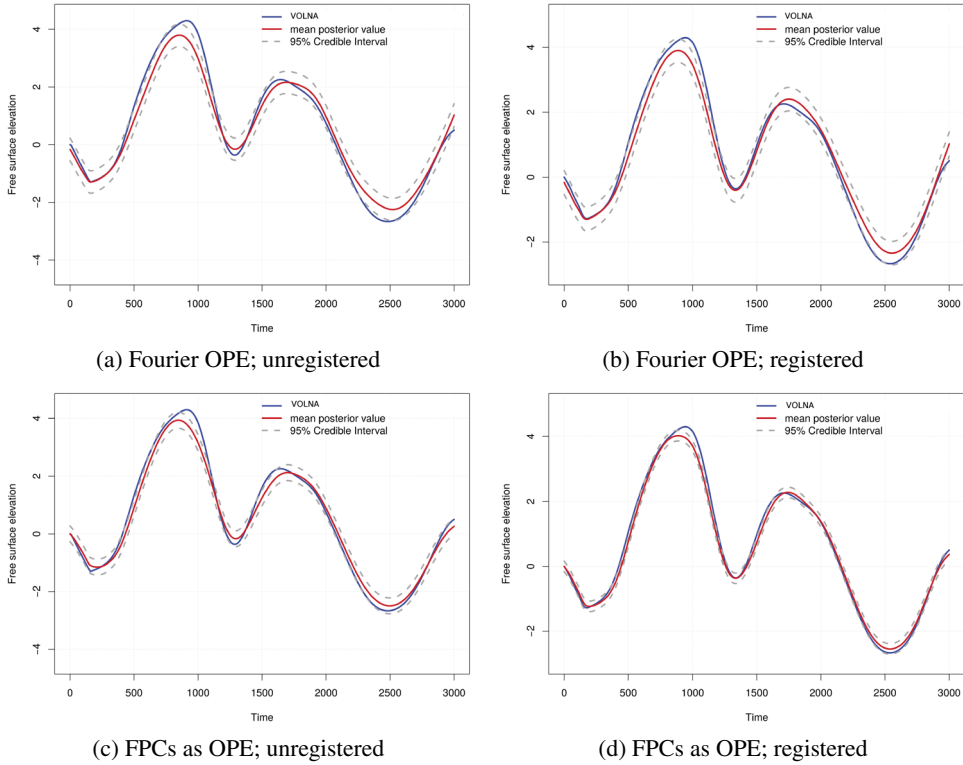 VOLNA
mean posterior value
95% Credible Interval
Free surface elevation
4
2
0
-2
-4
0 500 1000 1500 2000 2500 3000
Time
(a) Fourier OPE; unregistered
VOLNA
mean posterior value
95% Credible Interval
Free surface elevation
4
2
0
-2
0 500 1000 1500 2000 2500 3000
Time
(b) Fourier OPE; registered
VOLNA
mean posterior value
95% Credible Interval
Free surface elevation
4
2
0
-2
-4
0 500 1000 1500 2000 2500 3000
Time
(c) FPCs as OPE; unregistered
VOLNA
mean posterior value
95% Credible Interval
Free surface elevation
4
2
0
-2
0 500 1000 1500 2000 2500 3000
Time
(d) FPCs as OPE; registered